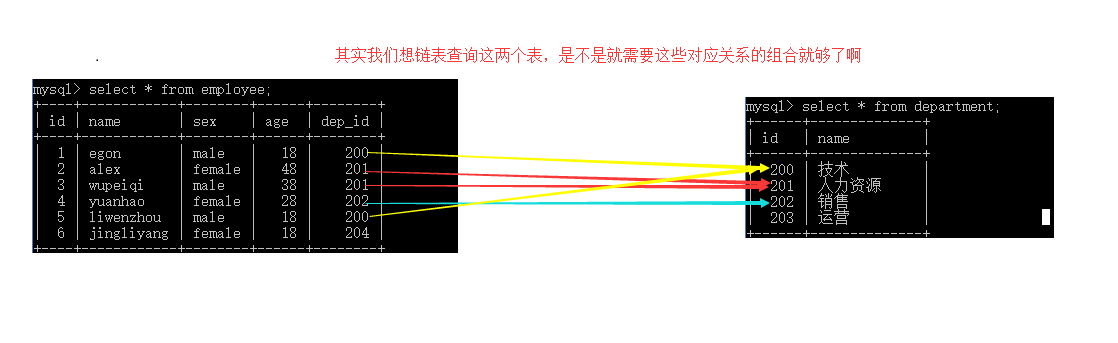 其实我们想链表查询这两个表，是不是就需要这些对应关系的组合就够了啊
mysql> select * from employee;
+----+------------+--------+------+--------+
| id | name | sex | age | dep_id |
+----+------------+--------+------+--------+
| 1 | egon | male | 18 | 200 |
| 2 | alex | female | 48 | 201 |
| 3 | wupeiqi | male | 38 | 201 |
| 4 | yuanhao | female | 28 | 202 |
| 5 | liwenzhou | male | 18 | 200 |
| 6 | jingliyang | female | 18 | 204 |
+----+------------+--------+------+--------+
mysql> select * from department;
+------+--------------+
| id | name |
+------+--------------+
| 200 | 技术 |
| 201 | 人力资源 |
| 202 | 销售 |
| 203 | 运营 |
+------+--------------+